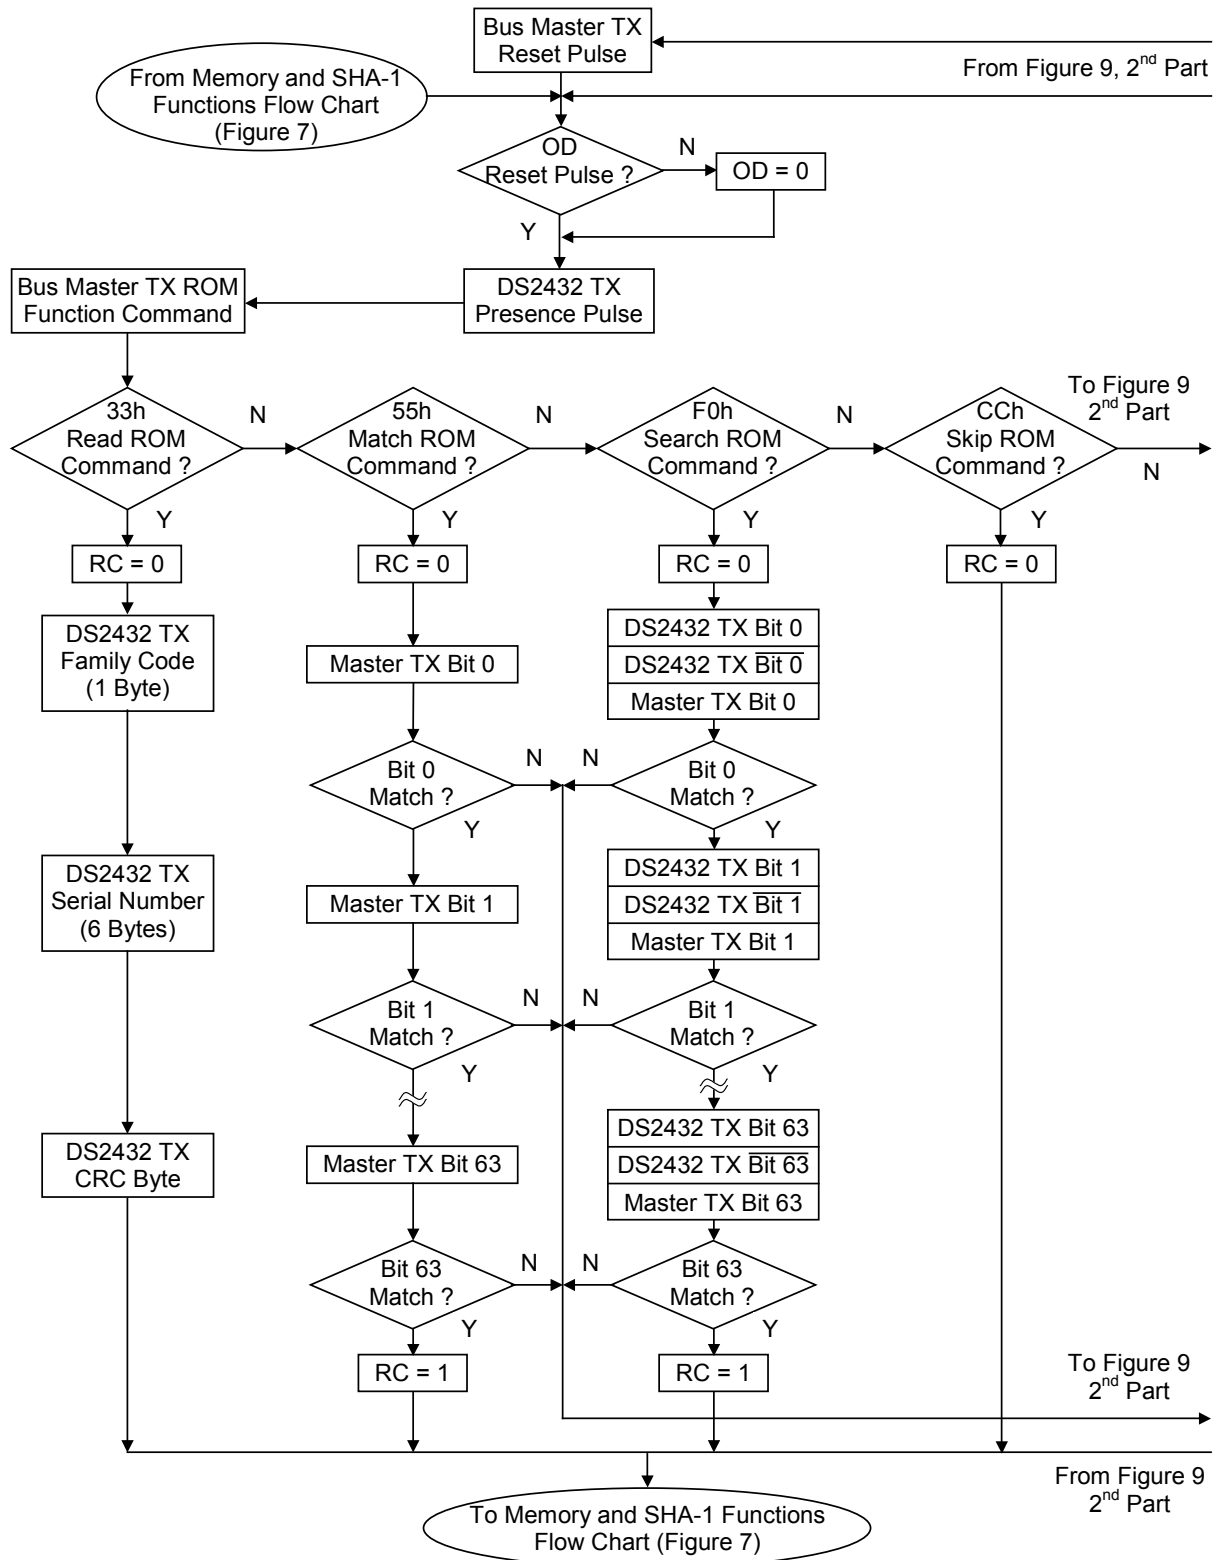 Bus Master TX
Reset Pulse
From Figure 9, 2nd Part
From Memory and SHA-1
Functions Flow Chart
(Figure 7)
OD
Reset Pulse ?
N
OD = 0
Y
Bus Master TX ROM
Function Command
DS2432 TX
Presence Pulse
33h
Read ROM
Command ?
N
55h
Match ROM
Command ?
N
F0h
Search ROM
Command ?
N
CCh
Skip ROM
Command ?
To Figure 9
2nd Part
N
Y
Y
Y
Y
RC = 0
RC = 0
RC = 0
RC = 0
DS2432 TX
Family Code
(1 Byte)
Master TX Bit 0
DS2432 TX Bit 0
DS2432 TX B̅i̅t̅ ̅0̅
Master TX Bit 0
Bit 0
Match ?
N
N
Bit 0
Match ?
Y
Y
DS2432 TX
Serial Number
(6 Bytes)
Master TX Bit 1
DS2432 TX Bit 1
DS2432 TX B̅i̅t̅ ̅1̅
Master TX Bit 1
Bit 1
Match ?
N
N
Bit 1
Match ?
Y
Y
DS2432 TX
CRC Byte
Master TX Bit 63
DS2432 TX Bit 63
DS2432 TX B̅i̅t̅ ̅6̅3̅
Master TX Bit 63
Bit 63
Match ?
N
N
Bit 63
Match ?
Y
Y
RC = 1
RC = 1
To Figure 9
2nd Part
From Figure 9
2nd Part
To Memory and SHA-1 Functions
Flow Chart (Figure 7)